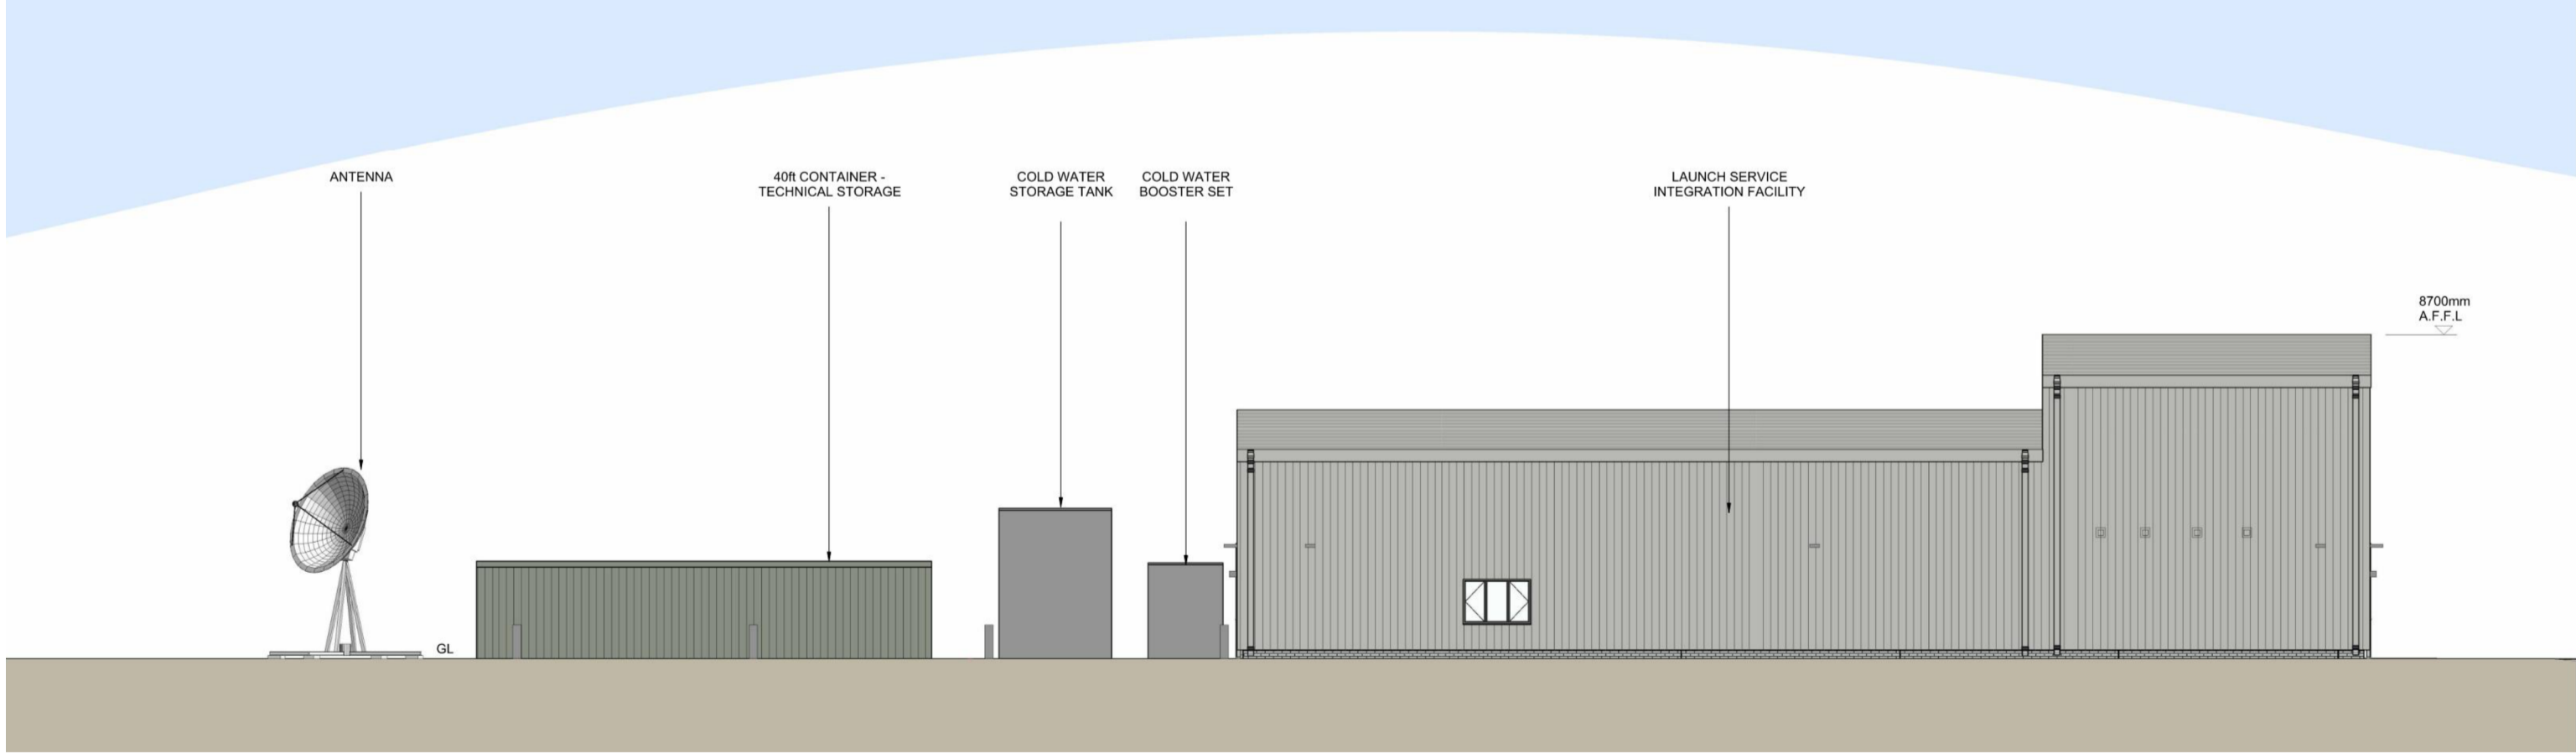 ANTENNA
40ft CONTAINER -
TECHNICAL STORAGE
COLD WATER
STORAGE TANK
COLD WATER
BOOSTER SET
LAUNCH SERVICE
INTEGRATION FACILITY
8700mm
A.F.F.L
GL